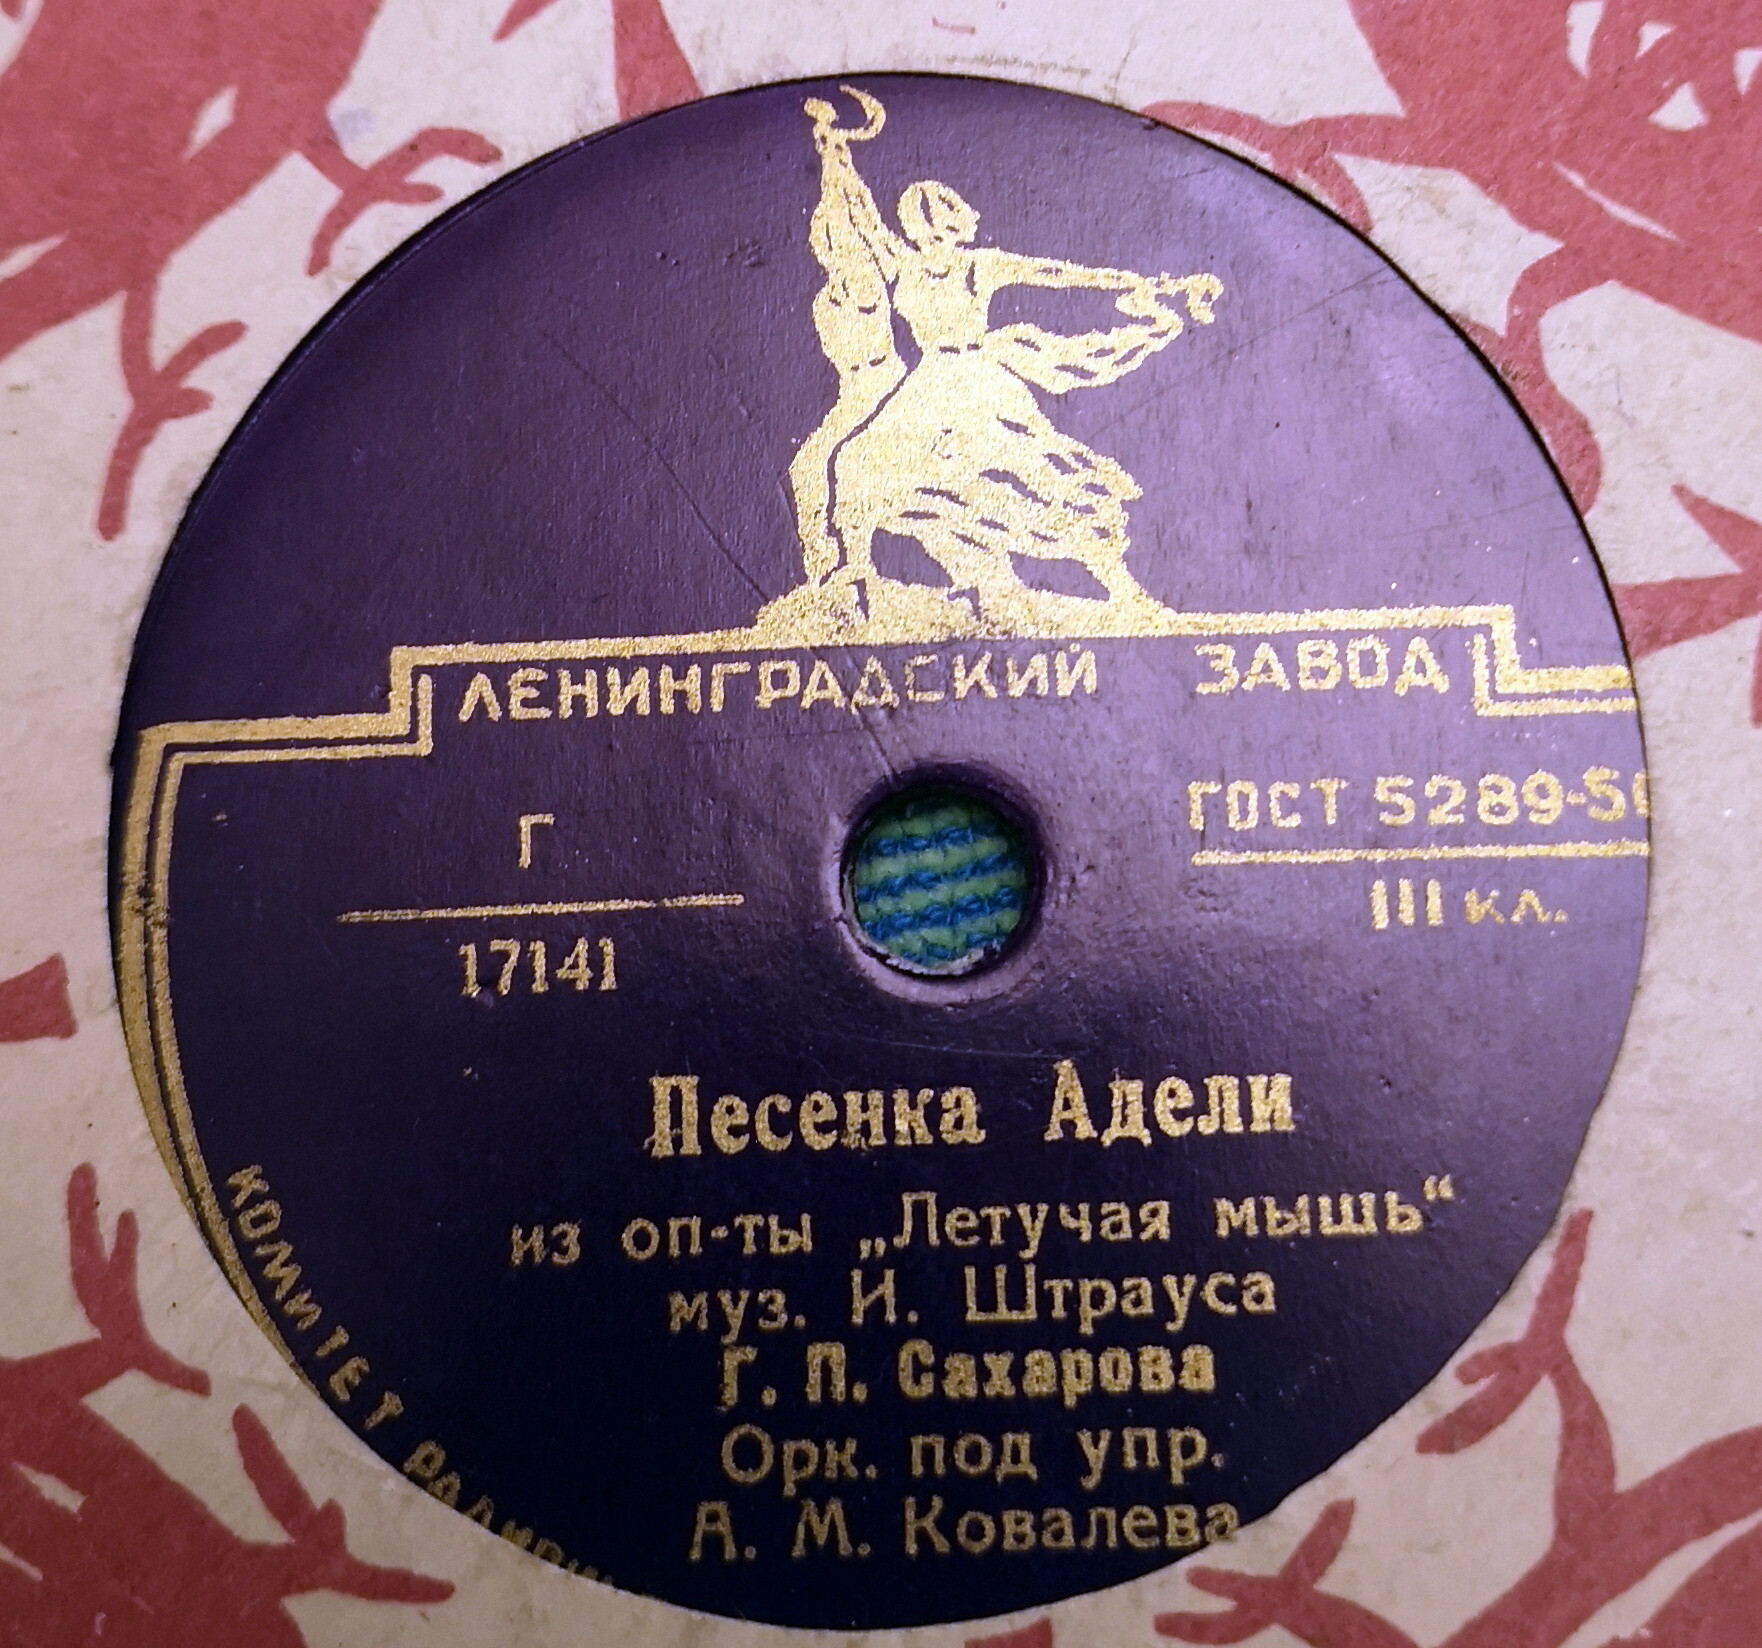 ЛЕНИНГРАДСКИЙ ЗАВОД
Г
17141
ГОСТ 5289-5
III кл.
Песенка Адели
из оп-ты „Летучая мышь“
муз. И. Штрауса
Г. П. Сахарова
Орк. под упр.
А. М. Ковалева
КОМИТЕТ